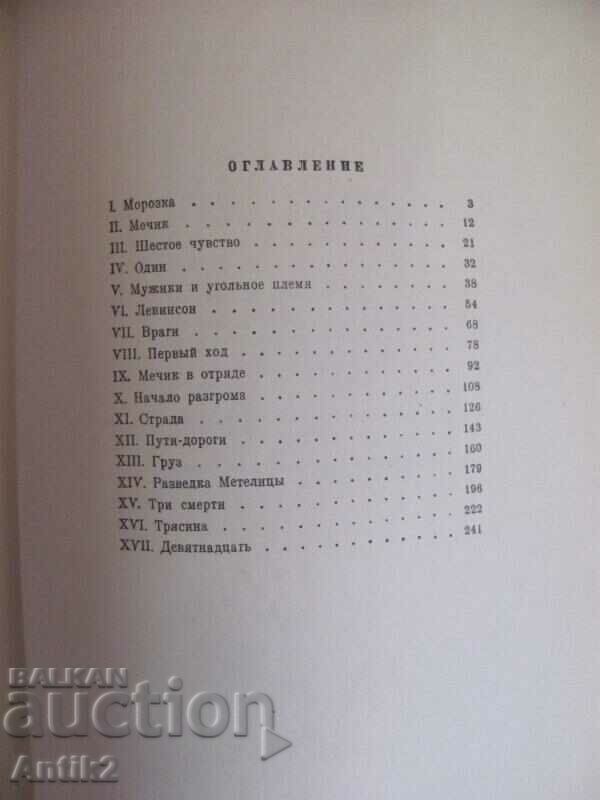 ОГЛАВЛЕНИЕ
I. Морозка . . . . . . . . . . . . 3
II. Мечик . . . . . . . . . . . . 12
III. Шестое чувство . . . . . . . . . 21
IV. Один . . . . . . . . . . . . . 32
V. Мужики и угольное племя . . . . . . 38
VI. Левинсон . . . . . . . . . . . 54
VII. Враги . . . . . . . . . . . . 68
VIII. Первый ход . . . . . . . . . . 78
IX. Мечик в отряде . . . . . . . . . 92
X. Начало разгрома . . . . . . . . . 108
XI. Страда . . . . . . . . . . . . 126
XII. Пути-дороги . . . . . . . . . . 143
XIII. Груз . . . . . . . . . . . . 160
XIV. Разведка Метелицы . . . . . . . . 179
XV. Три смерти . . . . . . . . . . 196
XVI. Трясина . . . . . . . . . . . 222
XVII. Девятнадцать . . . . . . . . . 241
BALKAN
auction
Antik2